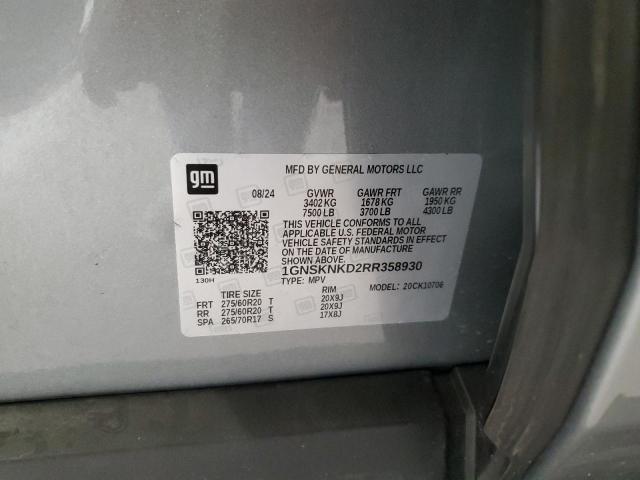 gm
MFD BY GENERAL MOTORS LLC
08/24 GVWR GAWR FRT GAWR RR
3402 KG 1678 KG 1950 KG
7500 LB 3700 LB 4300 LB
THIS VEHICLE CONFORMS TO ALL
APPLICABLE U.S. FEDERAL MOTOR
VEHICLE SAFETY STANDARDS IN EFFECT
ON THE DATE OF MANUFACTURE
SHOWN ABOVE.
1GNSKNKD2RR358930
130H
TYPE: MPV MODEL: 20CK10706
TIRE SIZE RIM
FRT 275/60R20 T 20X9J
RR 275/60R20 T 20X9J
SPA 265/70R17 S 17X8J